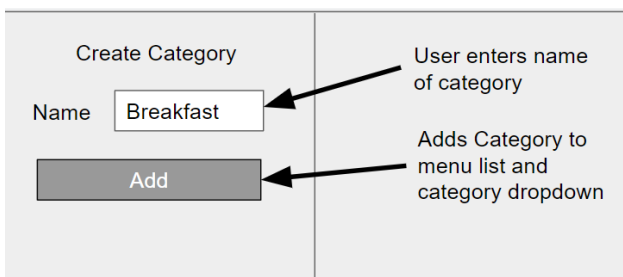 Create Category
Name
Breakfast
Add
User enters name
of category
Adds Category to
menu list and
category dropdown